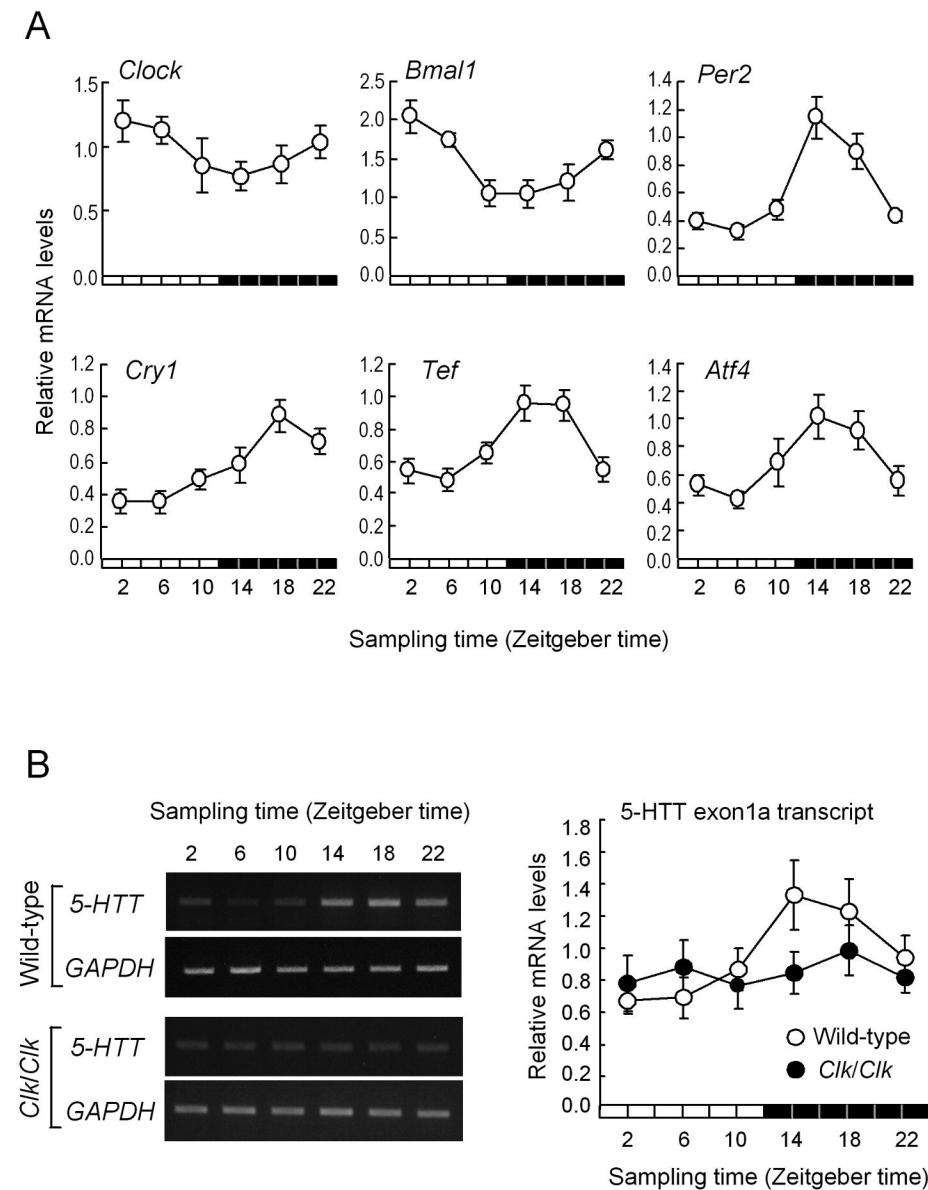 A
Clock
Bmal1
Per2
Relative mRNA levels
1.5
1.0
0.5
0.0
2.5
2.0
1.5
1.0
0.5
0.0
1.4
1.2
1.0
0.8
0.6
0.4
0.2
0.0
Cry1
Tef
Atf4
1.2
1.0
0.8
0.6
0.4
0.2
0.0
1.2
1.0
0.8
0.6
0.4
0.2
0.0
1.4
1.2
1.0
0.8
0.6
0.4
0.2
0.0
2 6 10 14 18 22
2 6 10 14 18 22
2 6 10 14 18 22
Sampling time (Zeitgeber time)
B
Sampling time (Zeitgeber time)
2 6 10 14 18 22
Wild-type
5-HTT
GAPDH
Clk/Clk
5-HTT
GAPDH
5-HTT exon1a transcript
Relative mRNA levels
1.8
1.6
1.4
1.2
1.0
0.8
0.6
0.4
0.2
0.0
Wild-type
Clk/Clk
2 6 10 14 18 22
Sampling time (Zeitgeber time)